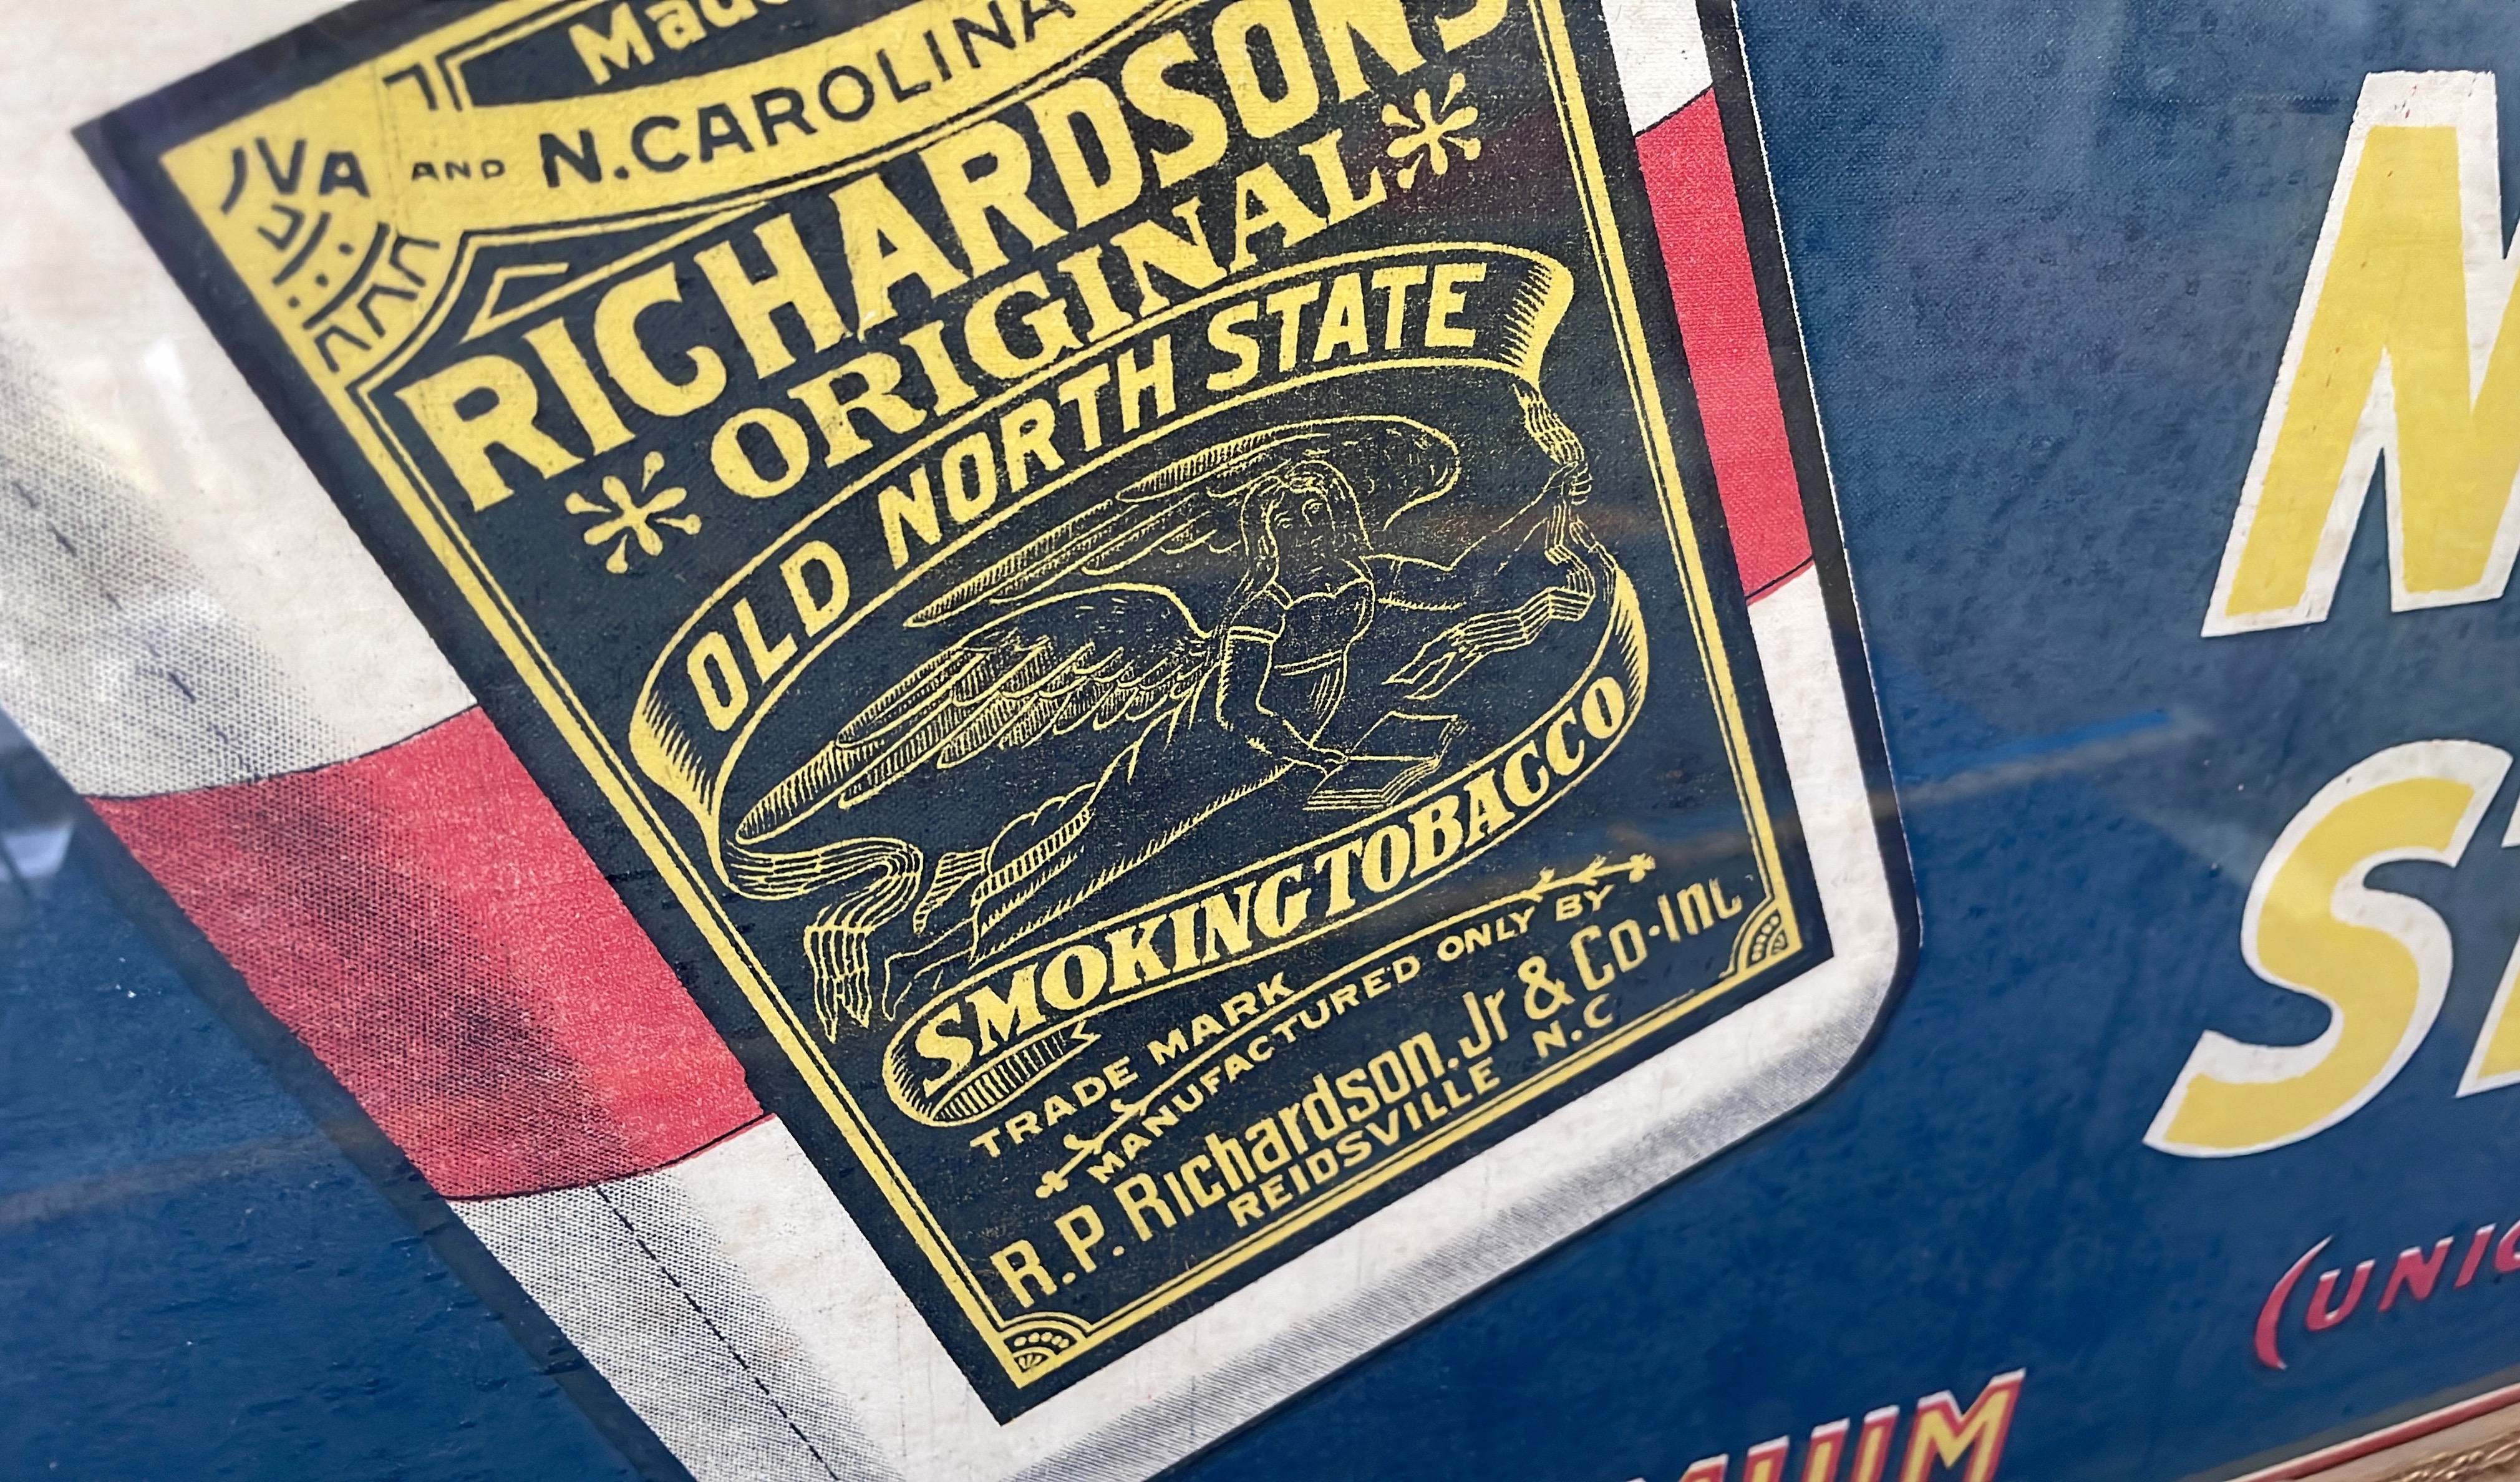 Made
VA AND N.CAROLINA
RICHARDSON'S
ORIGINAL
OLD NORTH STATE
SMOKING TOBACCO
TRADE MARK
MANUFACTURED ONLY BY
R.P. Richardson, Jr & Co-Inc
REIDSVILLE N.C
N
S